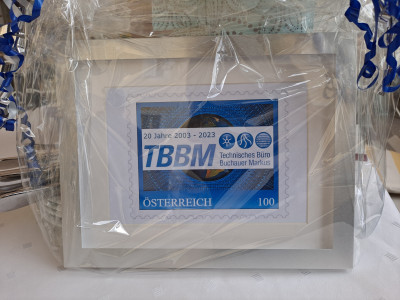 20 Jahre 2003 - 2023
TBBM
Technisches Büro
Buchauer Markus
ÖSTERREICH 100